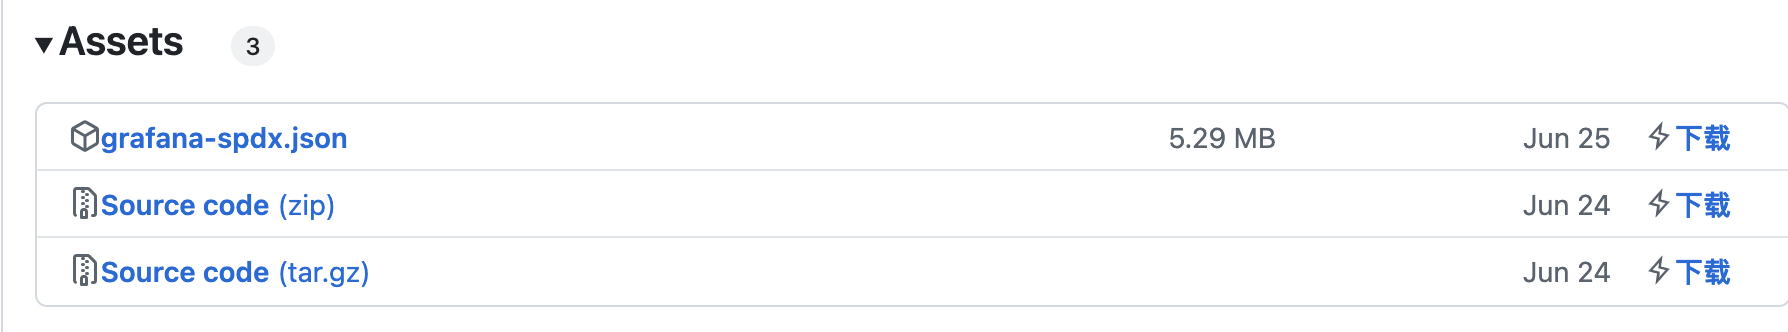 Assets 3
grafana-spdx.json 5.29 MB Jun 25 下载
Source code (zip) Jun 24 下载
Source code (tar.gz) Jun 24 下载